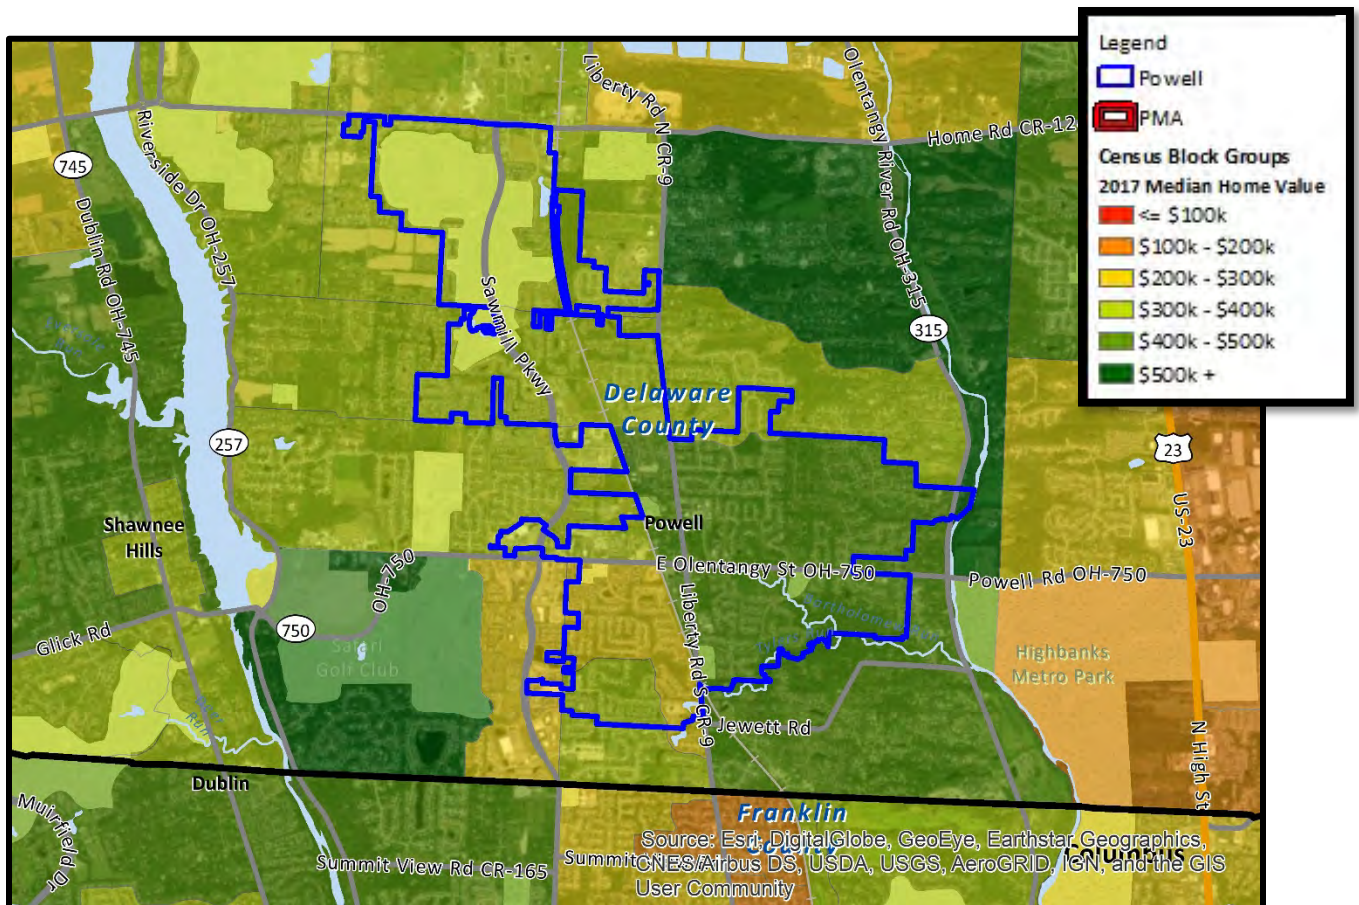 Legend
Powell
PMA
Census Block Groups
2017 Median Home Value
<= $100k
$100k - $200k
$200k - $300k
$300k - $400k
$400k - $500k
$500k +
Liberty Rd N CR-9
Olentangy River Rd OH-315
Home Rd CR-12
745
Riverside Dr OH-257
Dublin Rd OH-745
Sawmill Pkwy
315
Delaware
County
257
23
US-23
Shawnee
Hills
Powell
E Olentangy St OH-750
Powell Rd OH-750
OH-750
750
Glick Rd
Safari
Golf Club
Liberty Rd S CR-9
Highbanks
Metro Park
Jewett Rd
N High St
Dublin
Muirfield Dr
Franklin
County
Columbus
Summit View Rd CR-165
Summit
Source: Esri, DigitalGlobe, GeoEye, Earthstar Geographics,
CNES/Airbus DS, USDA, USGS, AeroGRID, IGN, and the GIS
User Community